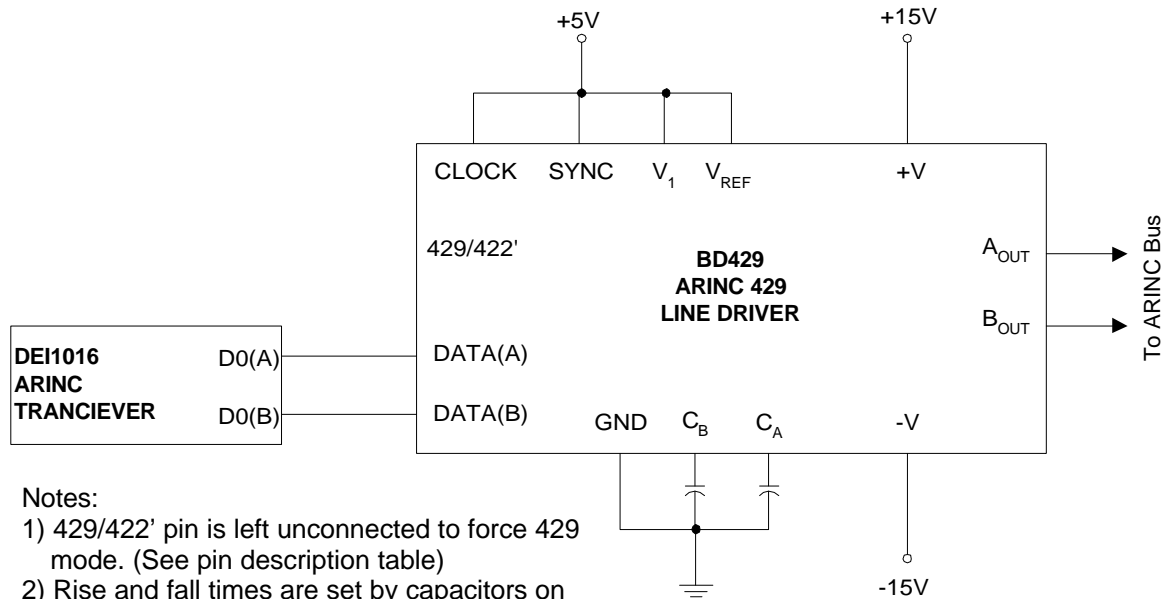 +5V
+15V
CLOCK SYNC V1 VREF +V
429/422'
BD429
ARINC 429
LINE DRIVER
AOUT
BOUT
To ARINC Bus
DEI1016
ARINC
TRANCIEVER
D0(A)
D0(B)
DATA(A)
DATA(B)
GND CB CA -V
-15V
Notes:
1) 429/422' pin is left unconnected to force 429
mode. (See pin description table)
2) Rise and fall times are set by capacitors on